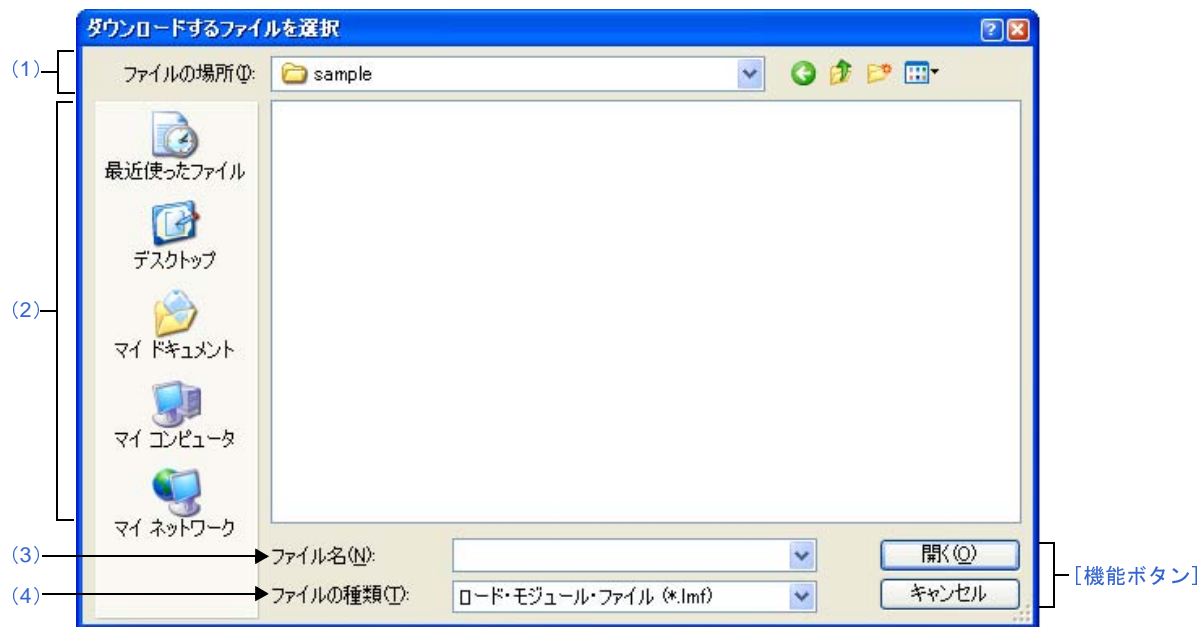 ダウンロードするファイルを選択
(1)
ファイルの場所(I):
sample
(2)
最近使ったファイル
デスクトップ
マイ ドキュメント
マイ コンピュータ
マイ ネットワーク
(3)
ファイル名(N):
開く(O)
(4)
ファイルの種類(T):
ロード・モジュール・ファイル (*.lmf)
キャンセル
[機能ボタン]